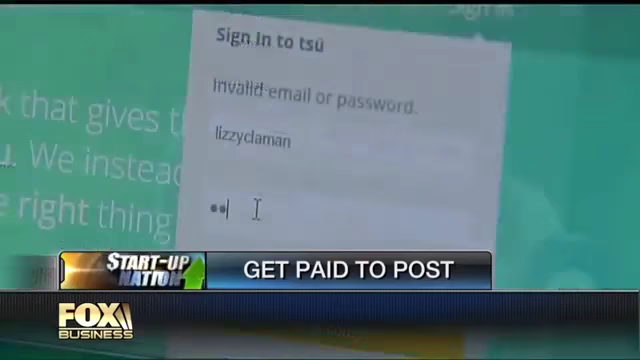 Sign In to tsū
Invalid email or password.
k that gives t
lizzyclaman
u. We instead
e right thing
START-UP NATION
GET PAID TO POST
FOX
BUSINESS